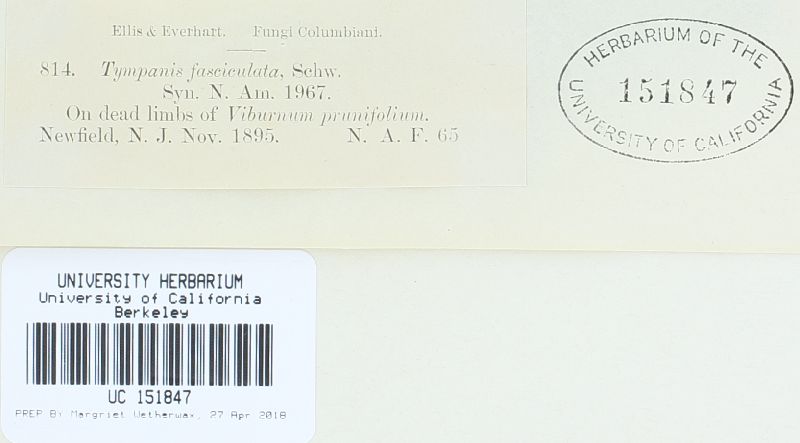 Ellis & Everhart. Fungi Columbiani.
814. Tympanis fasciculata, Schw.
Syn. N. Am. 1967.
On dead limbs of Viburnum prunifolium.
Newfield, N. J. Nov. 1895. N. A. F. 65
HERBARIUM OF THE
151847
UNIVERSITY OF CALIFORNIA
UNIVERSITY HERBARIUM
University of California
Berkeley
UC 151847
PREP By Margriet Wetherwax, 27 Apr 2018